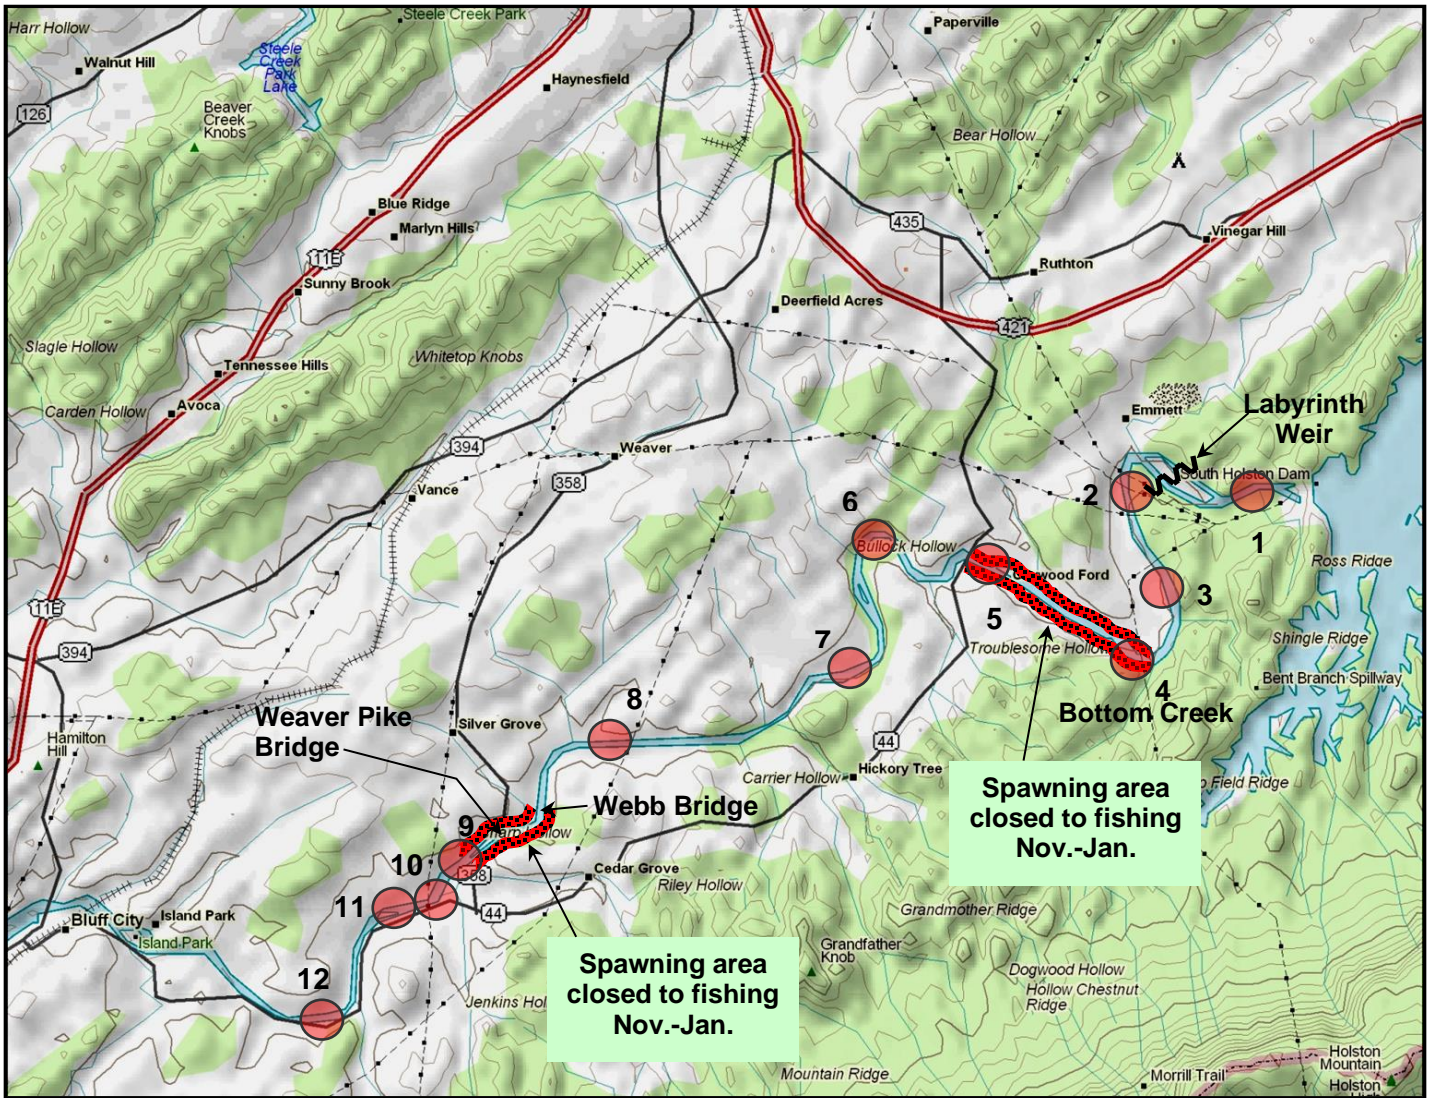 Harr Hollow
Walnut Hill
126
Steele Creek Park
Steele
Creek
Park
Lake
Beaver
Creek
Knobs
Haynesfield
Paperville
Bear Hollow
Blue Ridge
Marlyn Hills
11E
Sunny Brook
435
Vinegar Hill
Ruthton
Deerfield Acres
421
Slagle Hollow
Tennessee Hills
Whitetop Knobs
Carden Hollow
Avoca
394
Weaver
358
Vance
Emmett
Labyrinth
Weir
South Holston Dam
2
1
6
Bullock Hollow
Ross Ridge
3
5
Troublesome
Shingle Ridge
Bent Branch Spillway
4
Bottom Creek
11E
394
7
8
Weaver Pike
Bridge
Silver Grove
Hamilton
Hill
44
Carrier Hollow
Hickory Tree
Field Ridge
Spawning area
closed to fishing
Nov.-Jan.
Webb Bridge
9
10
358
Cedar Grove
Riley Hollow
11
44
Grandmother Ridge
Bluff City
Island Park
Island Park
Grandfather
Knob
Spawning area
closed to fishing
Nov.-Jan.
12
Jenkins
Dogwood Hollow
Hollow Chestnut
Ridge
Mountain Ridge
Morrill Trail
Holston
Mountain
Holston